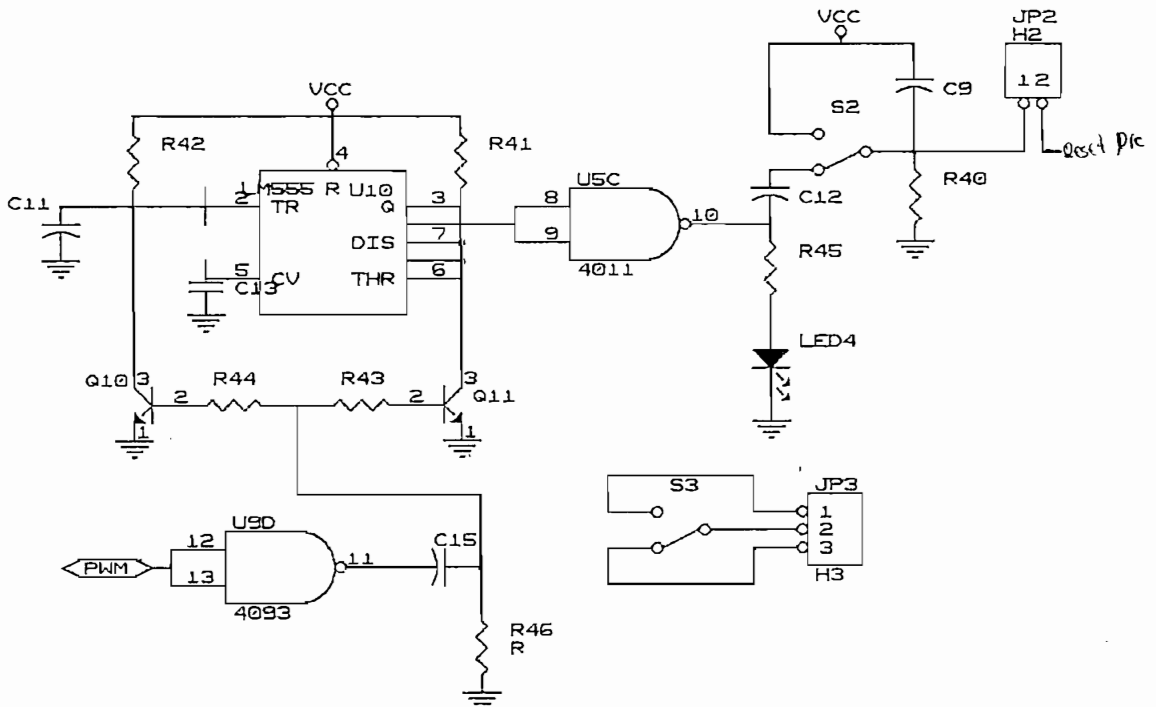 VCC
JP2
H2
1 2
C9
S2
VCC
R42
R41
4
1
LM555 R U10
C11
2
TR
Q
3
DIS
7
5
CV
THR
6
C13
U5C
8
9
10
4011
C12
R40
R45
LED4
Reset
Q10
3
2
R44
R43
2
3
Q11
1
1
U9D
PWM
12
13
11
4093
C15
R46
R
S3
JP3
1
2
3
H3